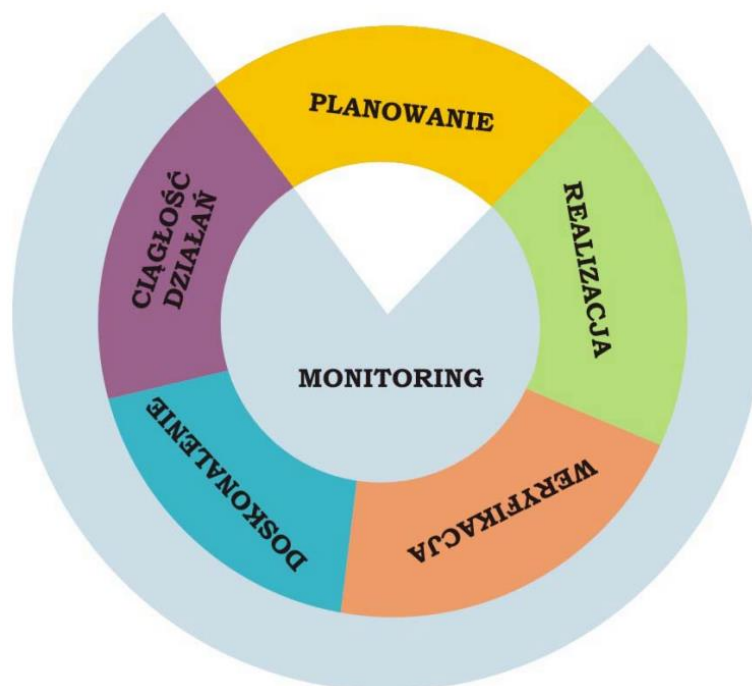 PLANOWANIE
REALIZACJA
WERYFIKACJA
DOSKONALENIE
CIĄGŁOŚĆ
DZIAŁAŃ
MONITORING